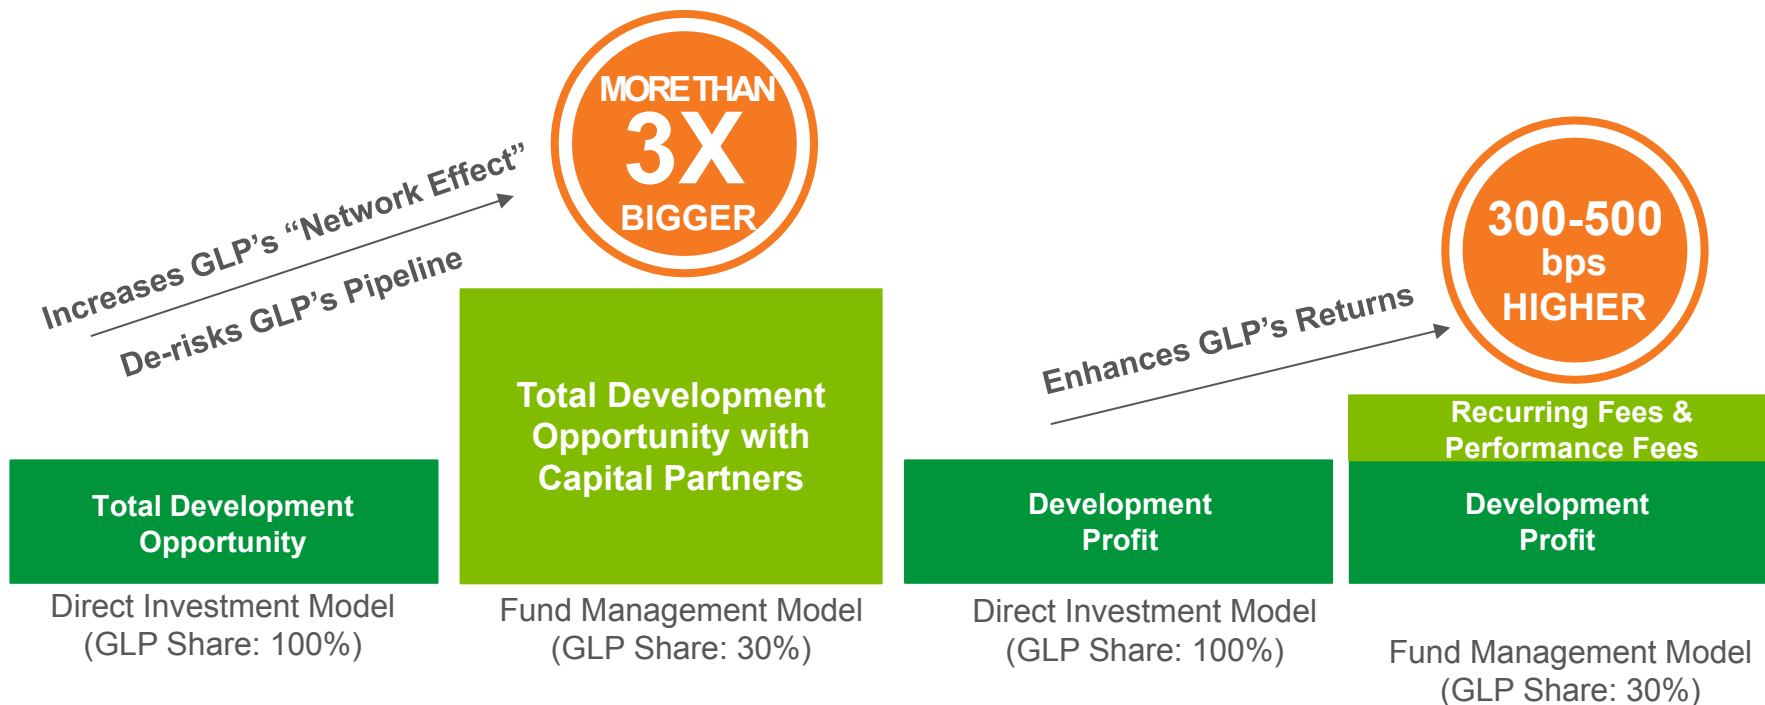 MORE THAN
3X
BIGGER
Increases GLP's “Network Effect”
De-risks GLP's Pipeline
Total Development
Opportunity with
Capital Partners
Total Development
Opportunity
Direct Investment Model
(GLP Share: 100%)
Fund Management Model
(GLP Share: 30%)
300-500
bps
HIGHER
Enhances GLP's Returns
Recurring Fees &
Performance Fees
Development
Profit
Development
Profit
Direct Investment Model
(GLP Share: 100%)
Fund Management Model
(GLP Share: 30%)